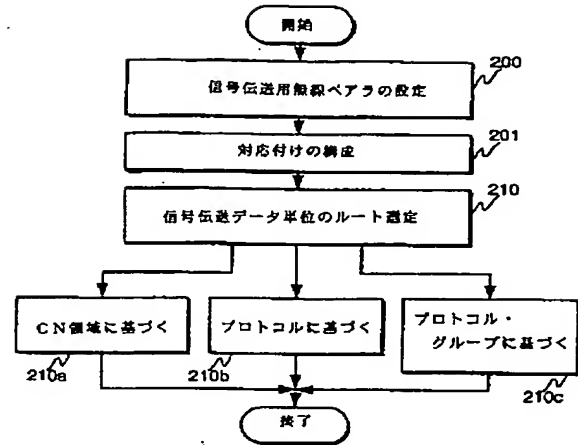 開始
信号伝送用無線ベアラの設定
200
対応付けの構成
201
信号伝送データ単位のルート選定
210
CN領域に基づく
210a
プロトコルに基づく
210b
プロトコル・
グループに基づく
210c
終了